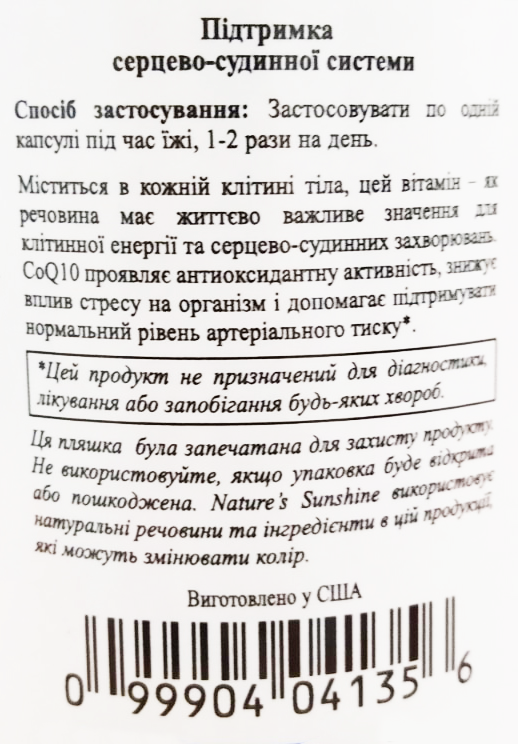 Підтримка
серцево-судинної системи
Спосіб застосування: Застосовувати по одній
капсулі під час їжі, 1-2 рази на день.
Міститься в кожній клітині тіла, цей вітамін - як
речовина має життєво важливе значення для
клітинної енергії та серцево-судинних захворювань.
CoQ10 проявляє антиоксидантну активність, знижує
вплив стресу на організм і допомагає підтримувати
нормальний рівень артеріального тиску*.
*Цей продукт не призначений для діагностики,
лікування або запобігання будь-яких хвороб.
Ця пляшка була запечатана для захисту продукту.
Не використовуйте, якщо упаковка буде відкрита
або пошкоджена. Nature's Sunshine використовує
натуральні речовини та інгредієнти в цій продукції,
які можуть змінювати колір.
Виготовлено у США
0 99904 04135 6